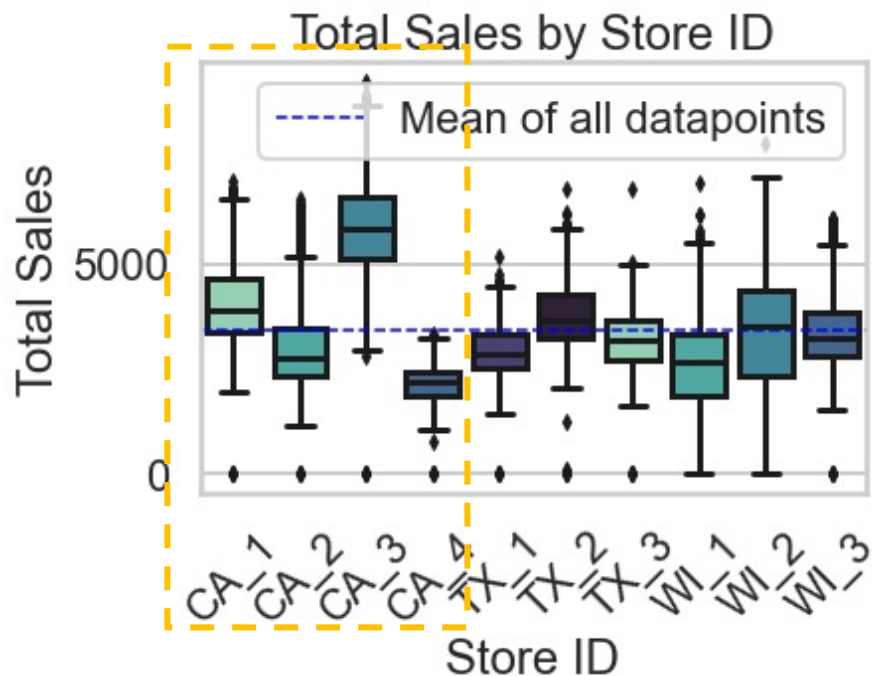 Total Sales by Store ID
Mean of all datapoints
Total Sales
5000
0
CA_1
CA_2
CA_3
CA_4
TX_1
TX_2
TX_3
WI_1
WI_2
WI_3
Store ID